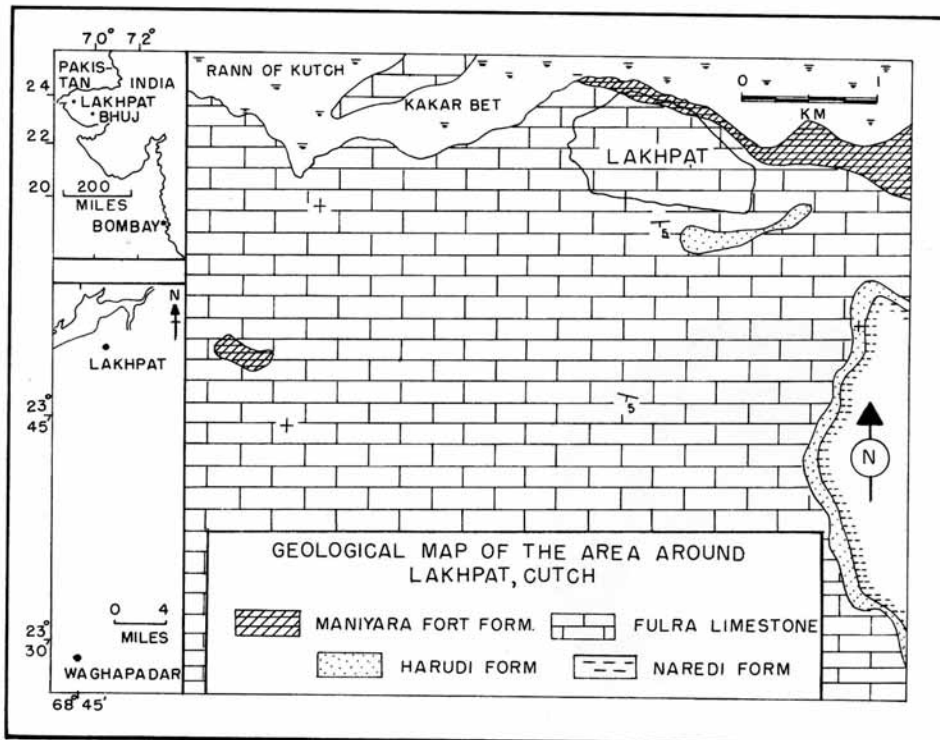 70° 72°
PAKIS-
TAN INDIA
24
LAKHPAT
BHUJ
22
20
200
MILES
BOMBAY
N
LAKHPAT
23°
45'
0 4
MILES
23°
30'
WAGHAPADAR
68° 45'
RANN OF KUTCH
KAKAR BET
0 1
KM
LAKHPAT
5
5
N
GEOLOGICAL MAP OF THE AREA AROUND
LAKHPAT, CUTCH
MANIYARA FORT FORM.
FULRA LIMESTONE
HARUDI FORM
NAREDI FORM